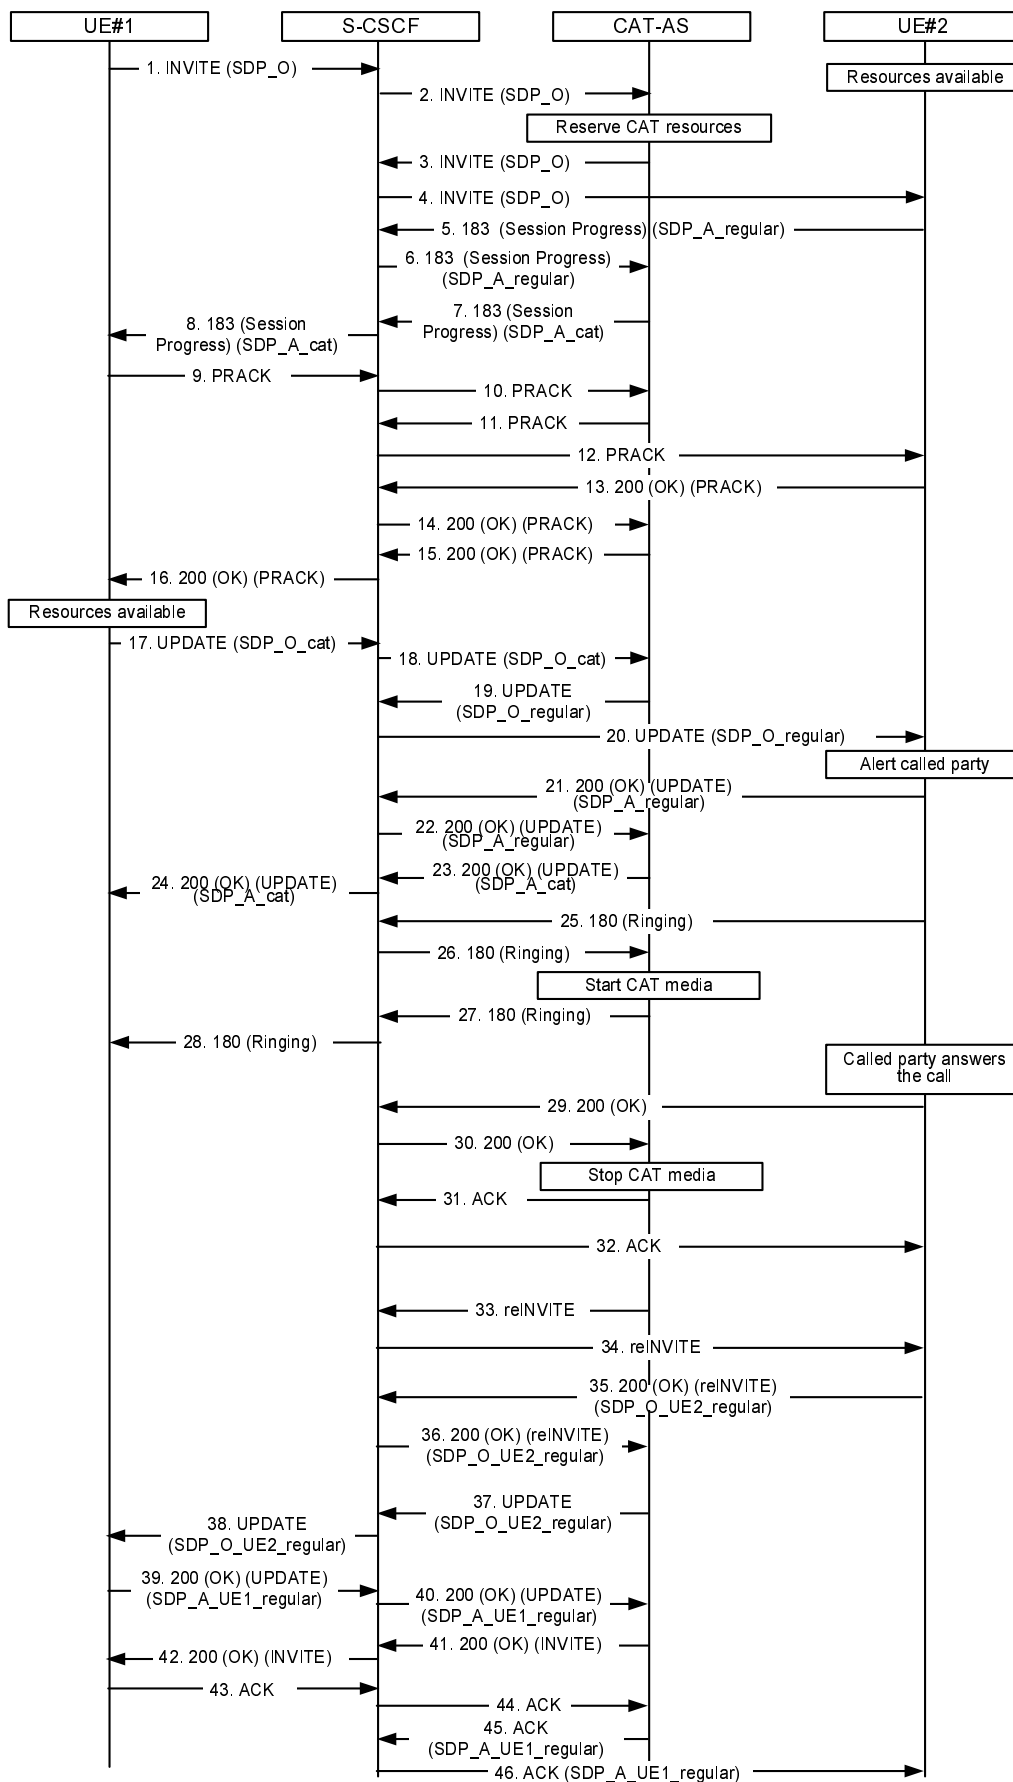 UE#1
S-CSCF
CAT-AS
UE#2
1. INVITE (SDP_O)
Resources available
2. INVITE (SDP_O)
Reserve CAT resources
3. INVITE (SDP_O)
4. INVITE (SDP_O)
5. 183 (Session Progress) (SDP_A_regular)
6. 183 (Session Progress)
(SDP_A_regular)
7. 183 (Session
Progress) (SDP_A_cat)
8. 183 (Session
Progress) (SDP_A_cat)
9. PRACK
10. PRACK
11. PRACK
12. PRACK
13. 200 (OK) (PRACK)
14. 200 (OK) (PRACK)
15. 200 (OK) (PRACK)
16. 200 (OK) (PRACK)
Resources available
17. UPDATE (SDP_O_cat)
18. UPDATE (SDP_O_cat)
19. UPDATE
(SDP_O_regular)
20. UPDATE (SDP_O_regular)
Alert called party
21. 200 (OK) (UPDATE)
(SDP_A_regular)
22. 200 (OK) (UPDATE)
(SDP_A_regular)
23. 200 (OK) (UPDATE)
(SDP_A_cat)
24. 200 (OK) (UPDATE)
(SDP_A_cat)
25. 180 (Ringing)
26. 180 (Ringing)
Start CAT media
27. 180 (Ringing)
28. 180 (Ringing)
Called party answers
the call
29. 200 (OK)
30. 200 (OK)
Stop CAT media
31. ACK
32. ACK
33. reINVITE
34. reINVITE
35. 200 (OK) (reINVITE)
(SDP_O_UE2_regular)
36. 200 (OK) (reINVITE)
(SDP_O_UE2_regular)
37. UPDATE
(SDP_O_UE2_regular)
38. UPDATE
(SDP_O_UE2_regular)
39. 200 (OK) (UPDATE)
(SDP_A_UE1_regular)
40. 200 (OK) (UPDATE)
(SDP_A_UE1_regular)
41. 200 (OK) (INVITE)
42. 200 (OK) (INVITE)
43. ACK
44. ACK
45. ACK
(SDP_A_UE1_regular)
46. ACK (SDP_A_UE1_regular)